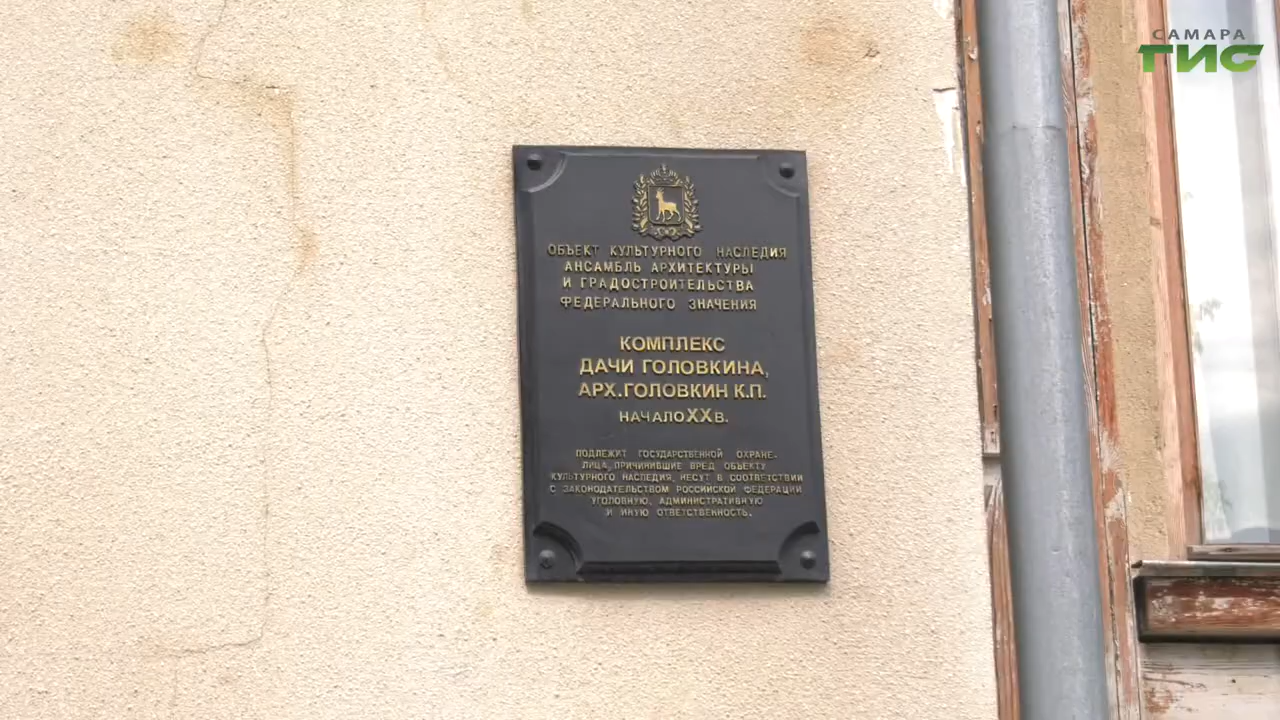 САМАРА
ГИС
ОБЪЕКТ КУЛЬТУРНОГО НАСЛЕДИЯ
АНСАМБЛЬ АРХИТЕКТУРЫ
И ГРАДОСТРОИТЕЛЬСТВА
ФЕДЕРАЛЬНОГО ЗНАЧЕНИЯ
КОМПЛЕКС
ДАЧИ ГОЛОВКИНА,
АРХ.ГОЛОВКИН К.П.
НАЧАЛО XX В.
ПОДЛЕЖИТ ГОСУДАРСТВЕННОЙ ОХРАНЕ.
ЛИЦА, ПРИЧИНИВШИЕ ВРЕД ОБЪЕКТУ
КУЛЬТУРНОГО НАСЛЕДИЯ, НЕСУТ В СООТВЕТСТВИИ
С ЗАКОНОДАТЕЛЬСТВОМ РОССИЙСКОЙ ФЕДЕРАЦИИ
УГОЛОВНУЮ, АДМИНИСТРАТИВНУЮ
И ИНУЮ ОТВЕТСТВЕННОСТЬ.